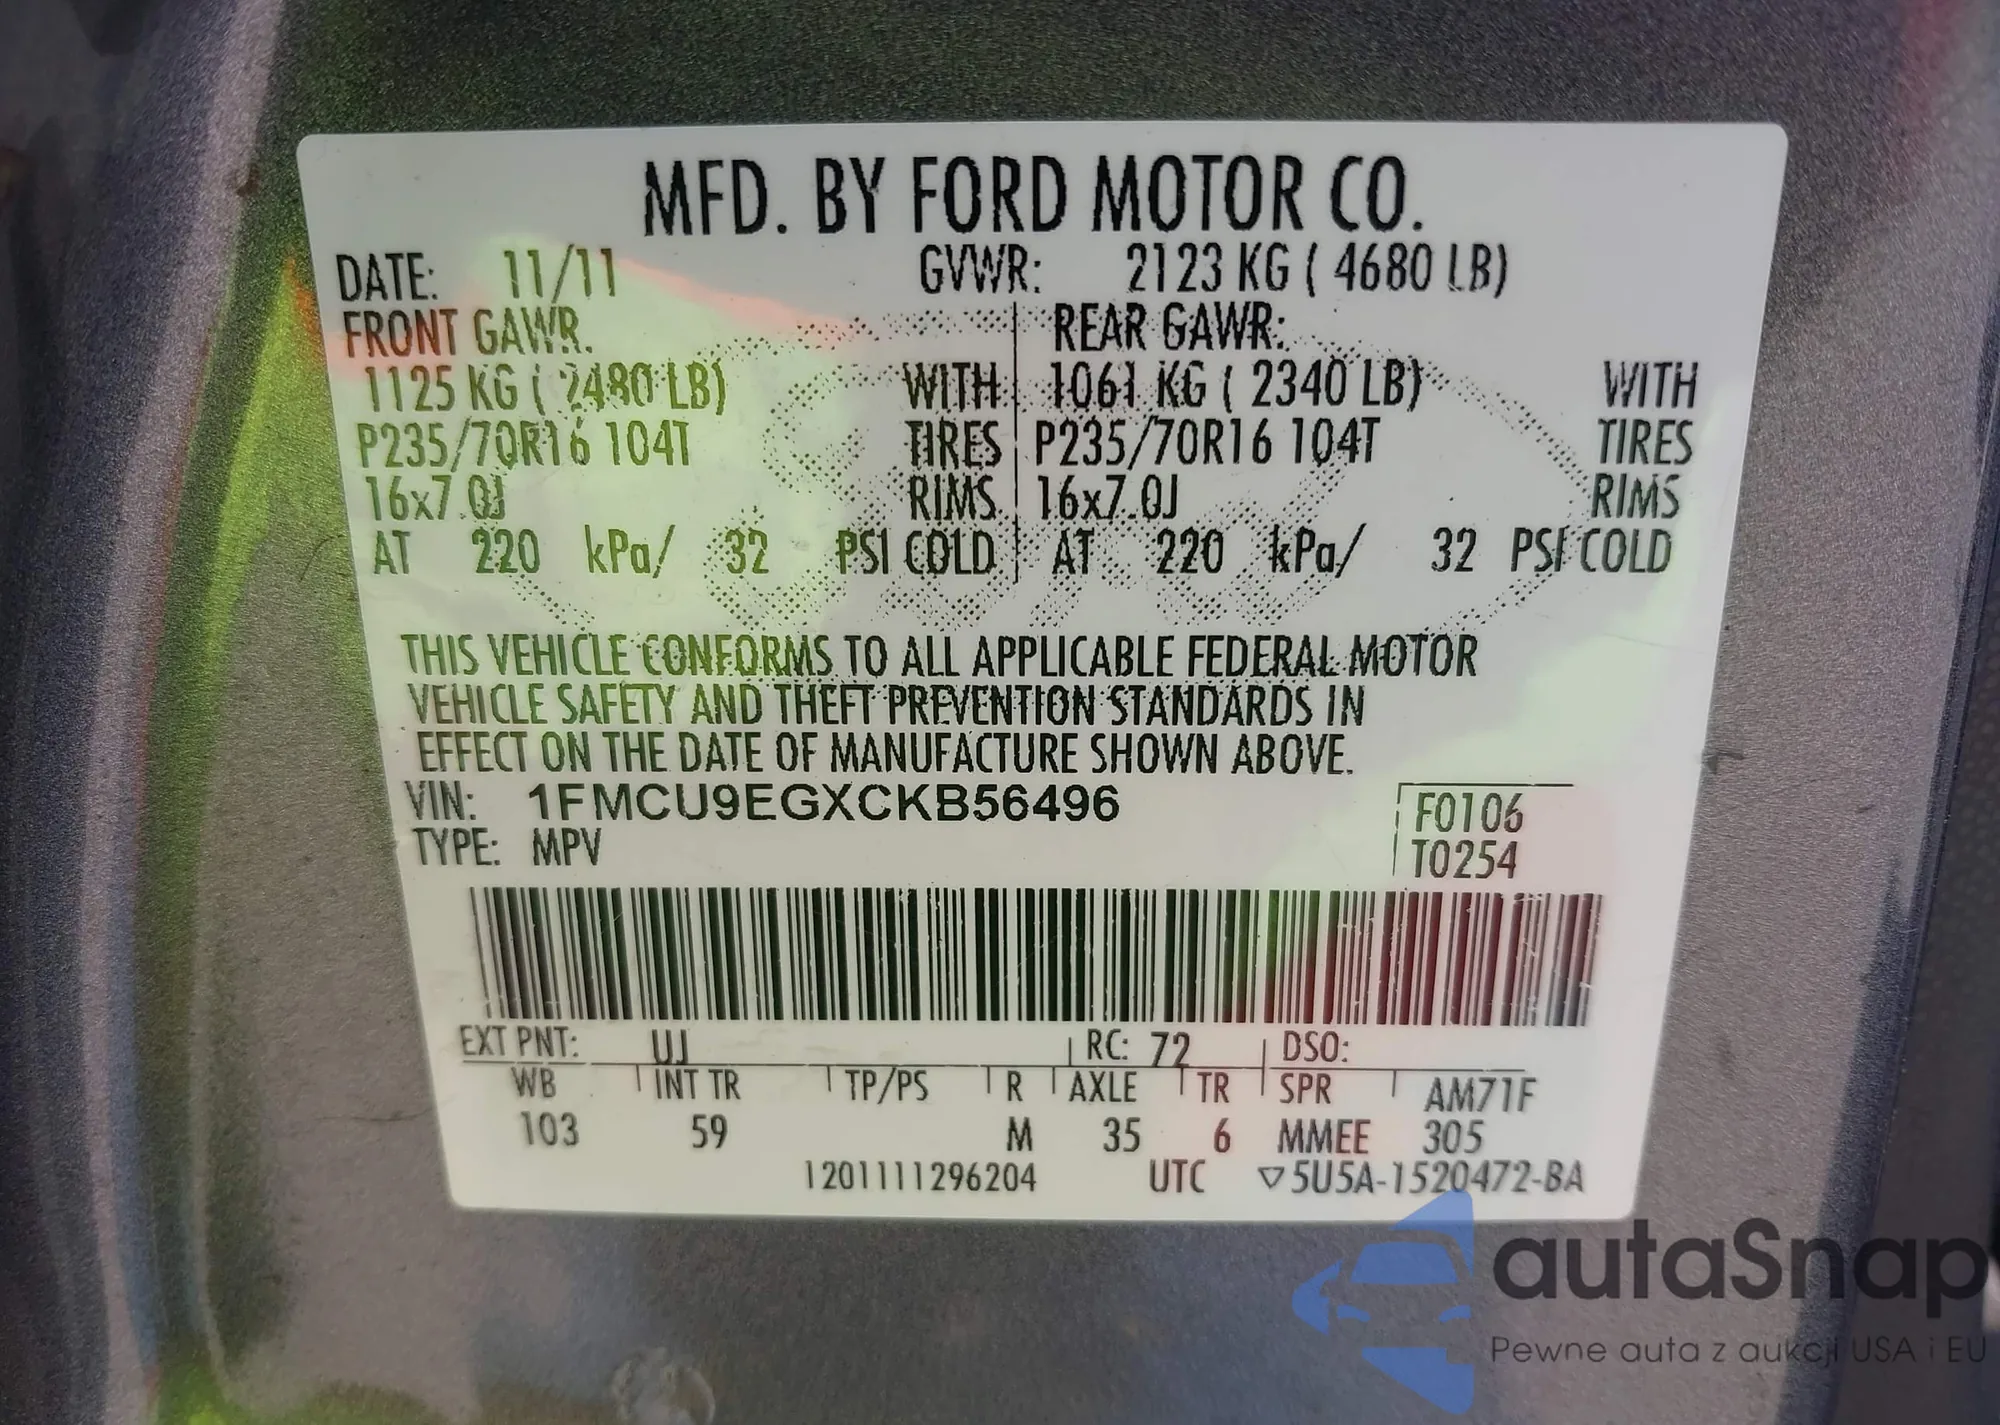 MFD. BY FORD MOTOR CO.
DATE: 11/11 GVWR: 2123 KG ( 4680 LB)
FRONT GAWR: REAR GAWR:
1125 KG ( 2480 LB) WITH 1061 KG ( 2340 LB) WITH
P235/70R16 104T TIRES P235/70R16 104T TIRES
16x7.0J RIMS 16x7.0J RIMS
AT 220 kPa/ 32 PSI COLD AT 220 kPa/ 32 PSI COLD
THIS VEHICLE CONFORMS TO ALL APPLICABLE FEDERAL MOTOR
VEHICLE SAFETY AND THEFT PREVENTION STANDARDS IN
EFFECT ON THE DATE OF MANUFACTURE SHOWN ABOVE.
VIN: 1FMCU9EGXCKB56496 F0106
TYPE: MPV T0254
EXT PNT: UJ RC: 72 DSO:
WB INT TR TP/PS R AXLE TR SPR AM71F
103 59 M 35 6 MMEE 305
1201111296204 UTC ▽5U5A-1520472-BA
autaSnap
Pewne auta z aukcji USA i EU